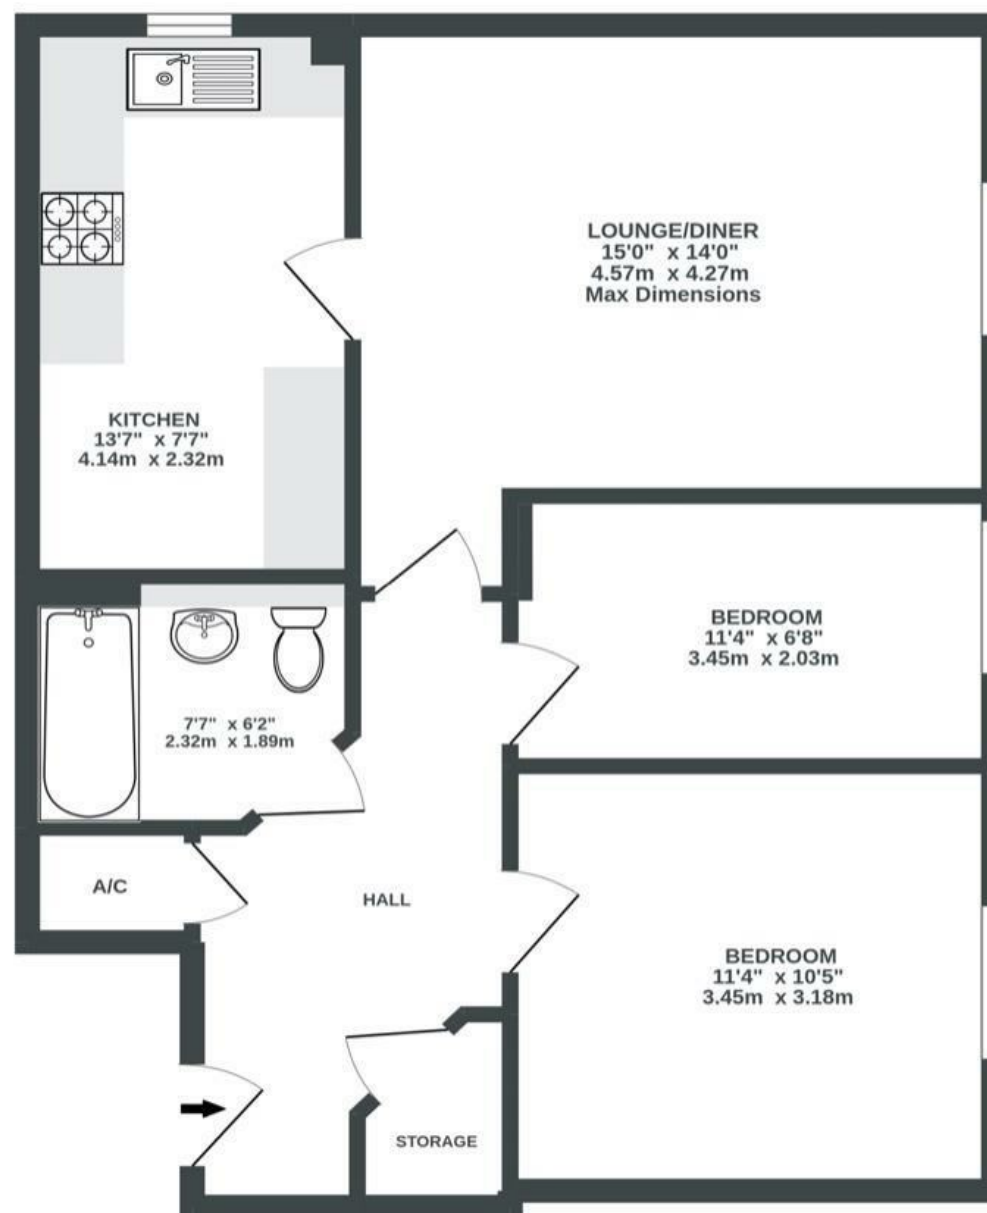 LOUNGE/DINER
15'0" x 14'0"
4.57m x 4.27m
Max Dimensions
KITCHEN
13'7" x 7'7"
4.14m x 2.32m
BEDROOM
11'4" x 6'8"
3.45m x 2.03m
7'7" x 6'2"
2.32m x 1.89m
A/C
HALL
BEDROOM
11'4" x 10'5"
3.45m x 3.18m
STORAGE